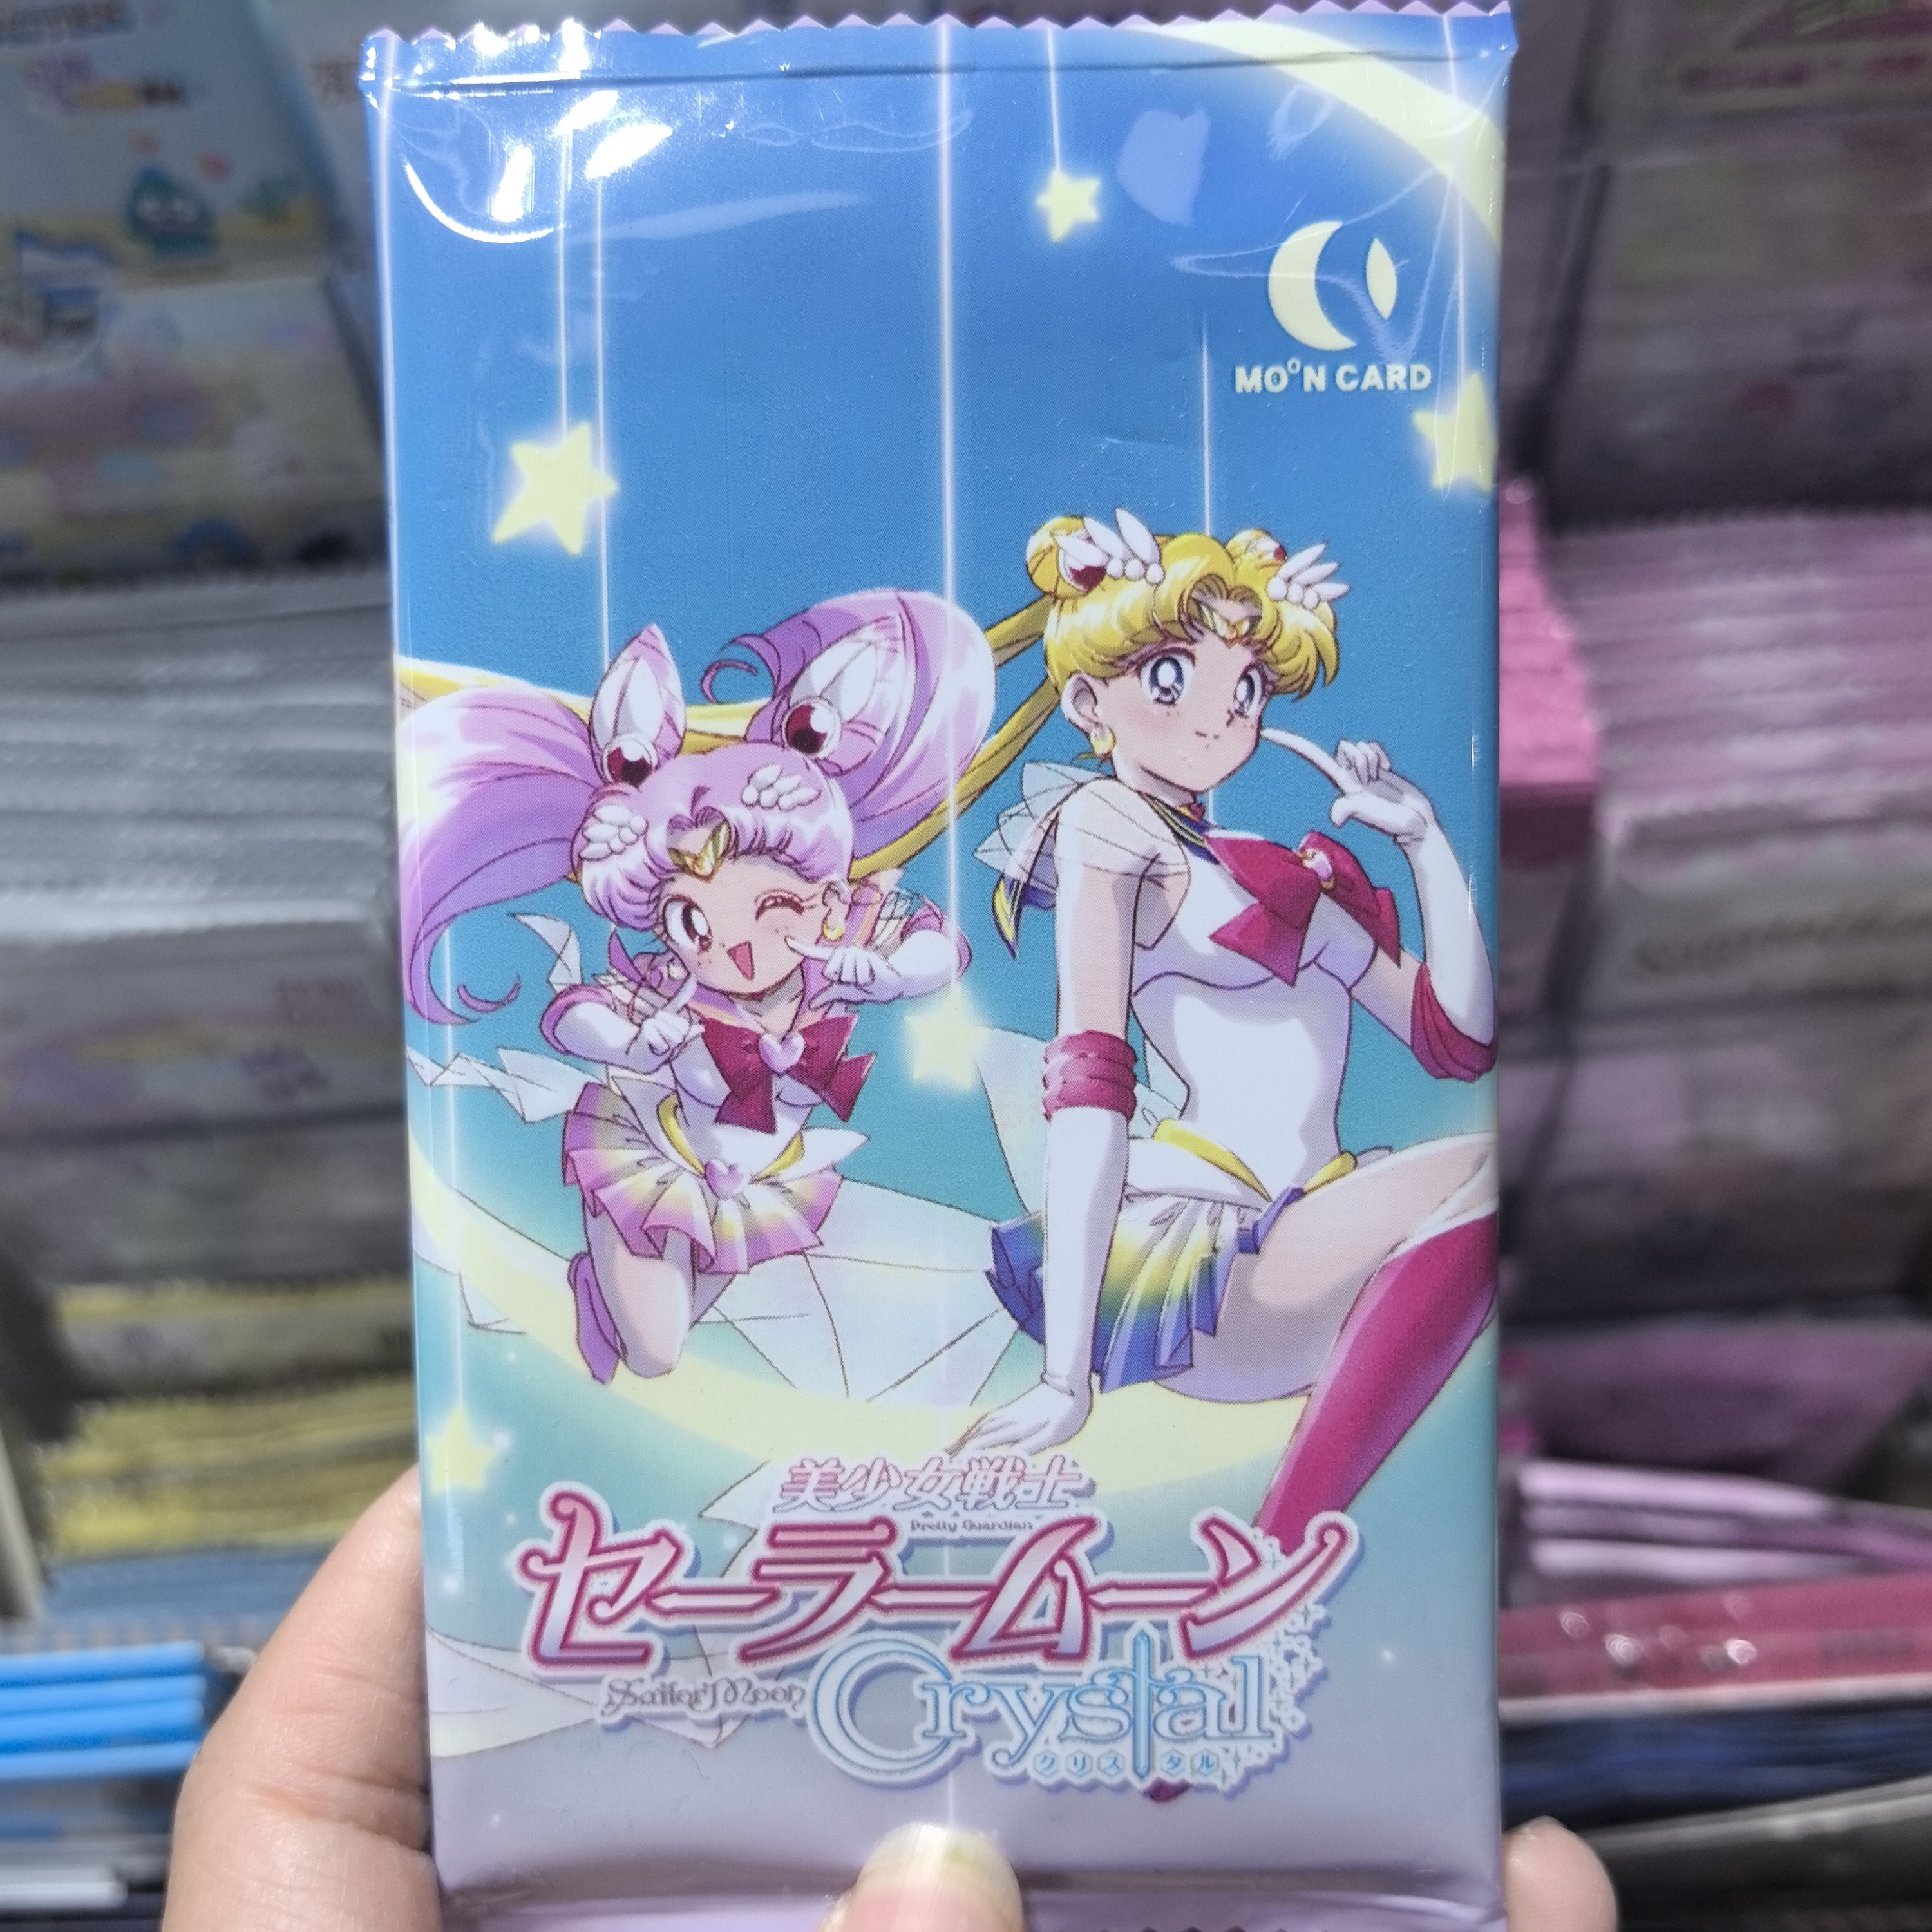 MOON CARD
美少女戦士
Pretty Guardian
セーラームーン
Sailor Moon
Crystal
クリスタル